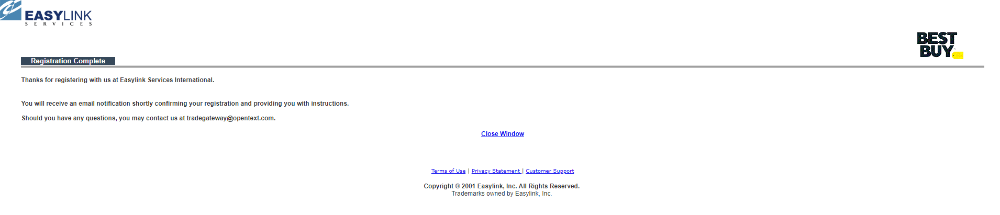 EASYLINK
SERVICES
BEST
BUY
Registration Complete
Thanks for registering with us at Easylink Services International.
You will receive an email notification shortly confirming your registration and providing you with instructions.
Should you have any questions, you may contact us at tradegateway@opentext.com.
Close Window
Terms of Use | Privacy Statement | Customer Support
Copyright © 2001 Easylink, Inc. All Rights Reserved.
Trademarks owned by Easylink, Inc.